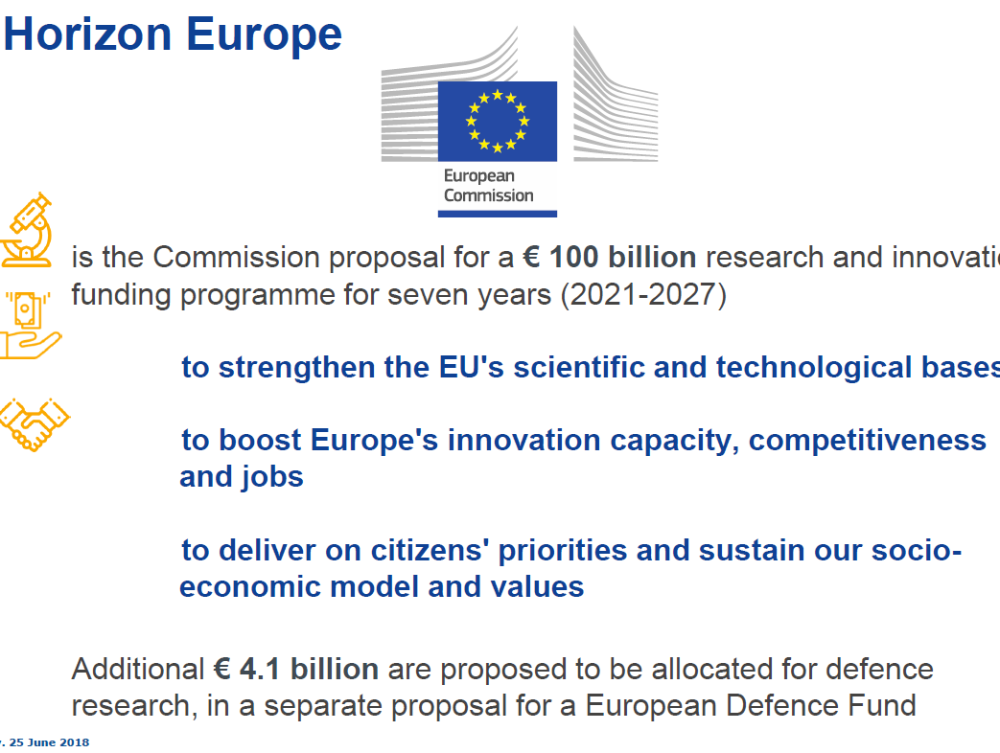 Horizon Europe
European
Commission
is the Commission proposal for a € 100 billion research and innovati
funding programme for seven years (2021-2027)
to strengthen the EU's scientific and technological bases
to boost Europe's innovation capacity, competitiveness
and jobs
to deliver on citizens' priorities and sustain our socio-
economic model and values
Additional € 4.1 billion are proposed to be allocated for defence
research, in a separate proposal for a European Defence Fund
. 25 June 2018